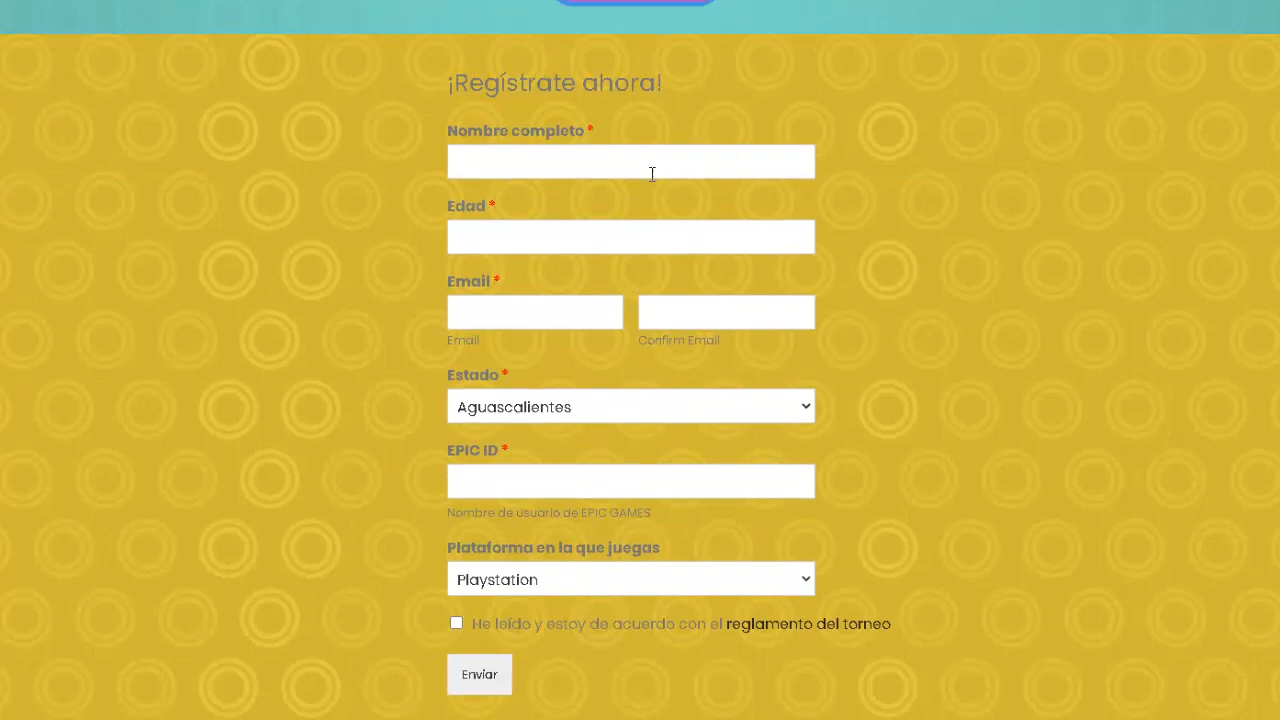 ¡Regístrate ahora!
Nombre completo *
Edad *
Email *
Email
Confirm Email
Estado *
Aguascalientes
EPIC ID *
Nombre de usuario de EPIC GAMES
Plataforma en la que juegas
Playstation
He leído y estoy de acuerdo con el reglamento del torneo
Enviar